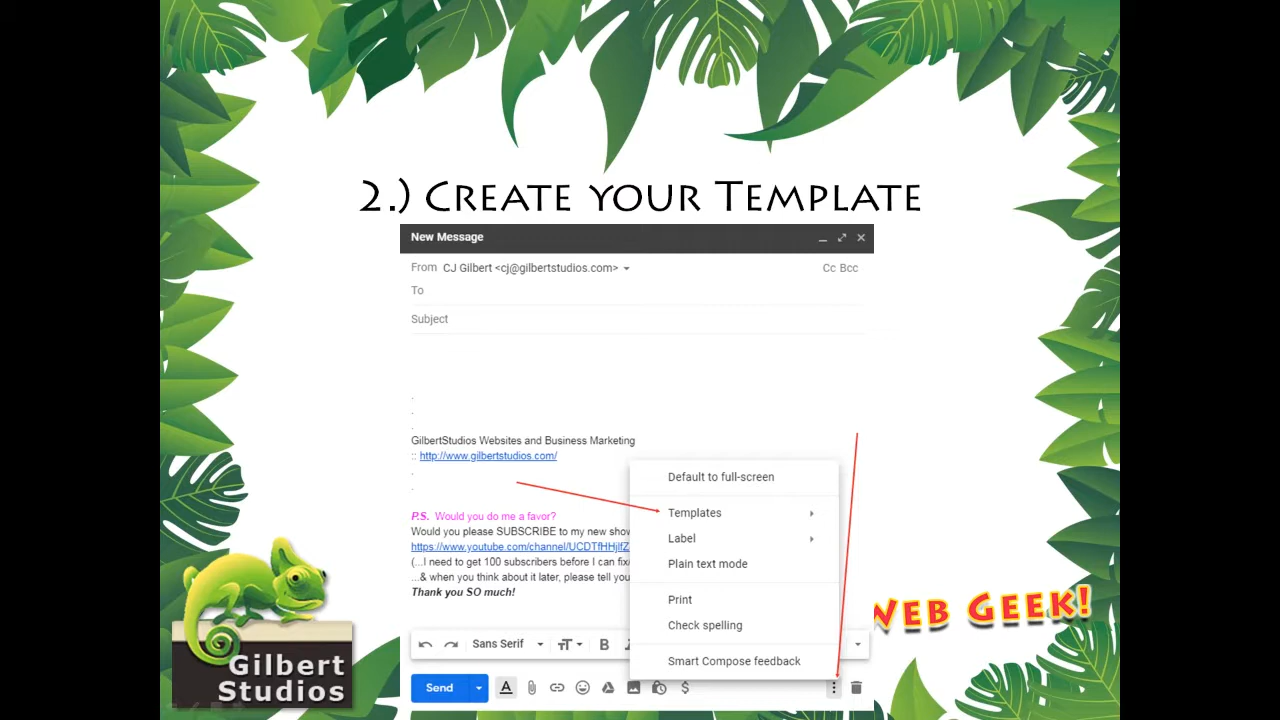 2.) Create your Template
New Message
From CJ Gilbert <cj@gilbertstudios.com>
Cc Bcc
To
Subject
.
.
.
GilbertStudios Websites and Business Marketing
:: http://www.gilbertstudios.com/
.
.
P.S. Would you do me a favor?
Would you please SUBSCRIBE to my new show
https://www.youtube.com/channel/
(...I need to get 100 subscribers before I can fix/
...& when you think about it later, please tell you
Thank you SO much!
Default to full-screen
Templates
Label
Plain text mode
Print
Check spelling
Smart Compose feedback
Sans Serif
B
Send
Web Geek!
Gilbert
Studios